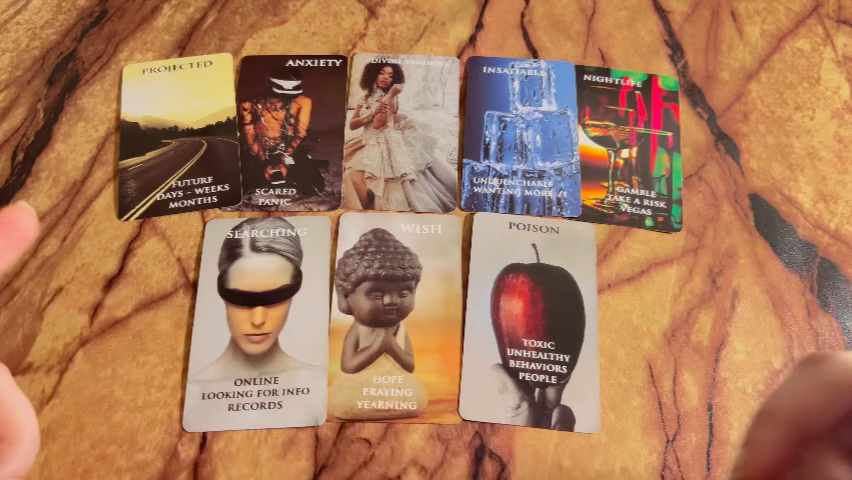 PROJECTED
FUTURE
DAYS - WEEKS
MONTHS
ANXIETY
SCARED
PANIC
DIVINE FEMININE
INSATIABLE
UNQUENCHABLE
WANTING MORE
NIGHTLIFE
GAMBLE
TAKE A RISK
VEGAS
SEARCHING
ONLINE
LOOKING FOR INFO
RECORDS
WISH
HOPE
PRAYING
YEARNING
POISON
TOXIC
UNHEALTHY
BEHAVIORS
PEOPLE